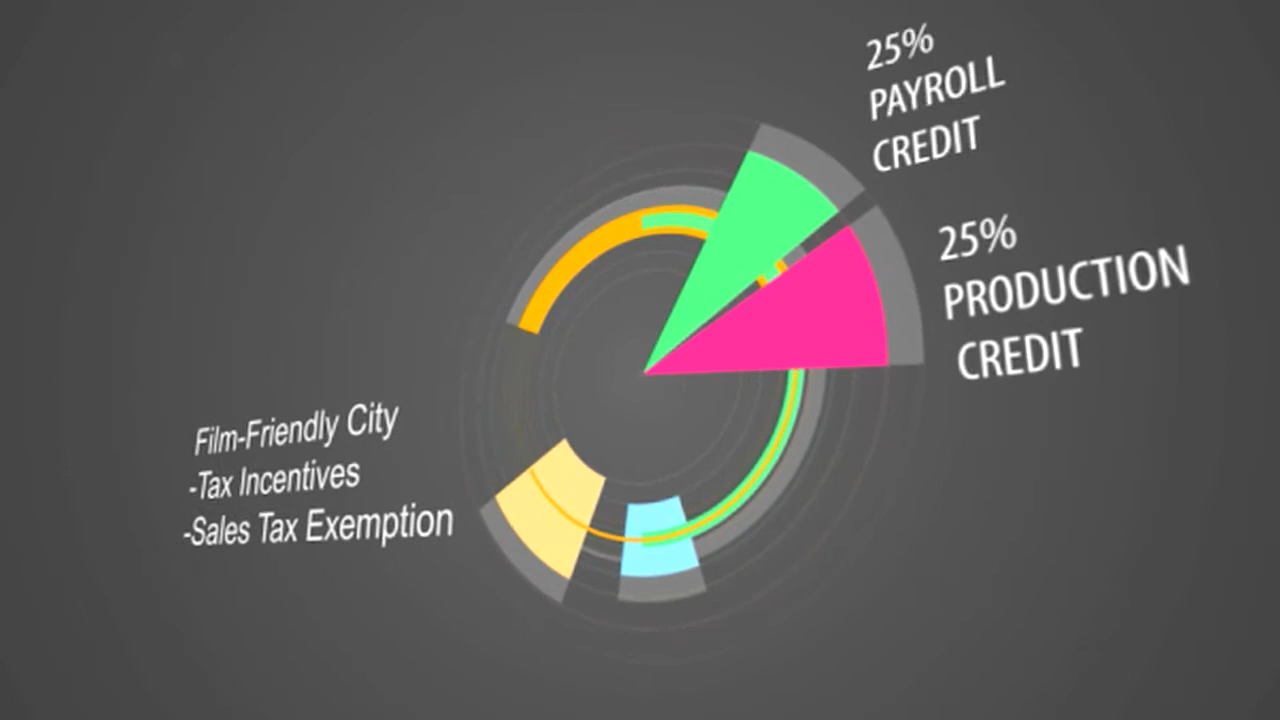 25%
PAYROLL
CREDIT
25%
PRODUCTION
CREDIT
Film-Friendly City
-Tax Incentives
-Sales Tax Exemption